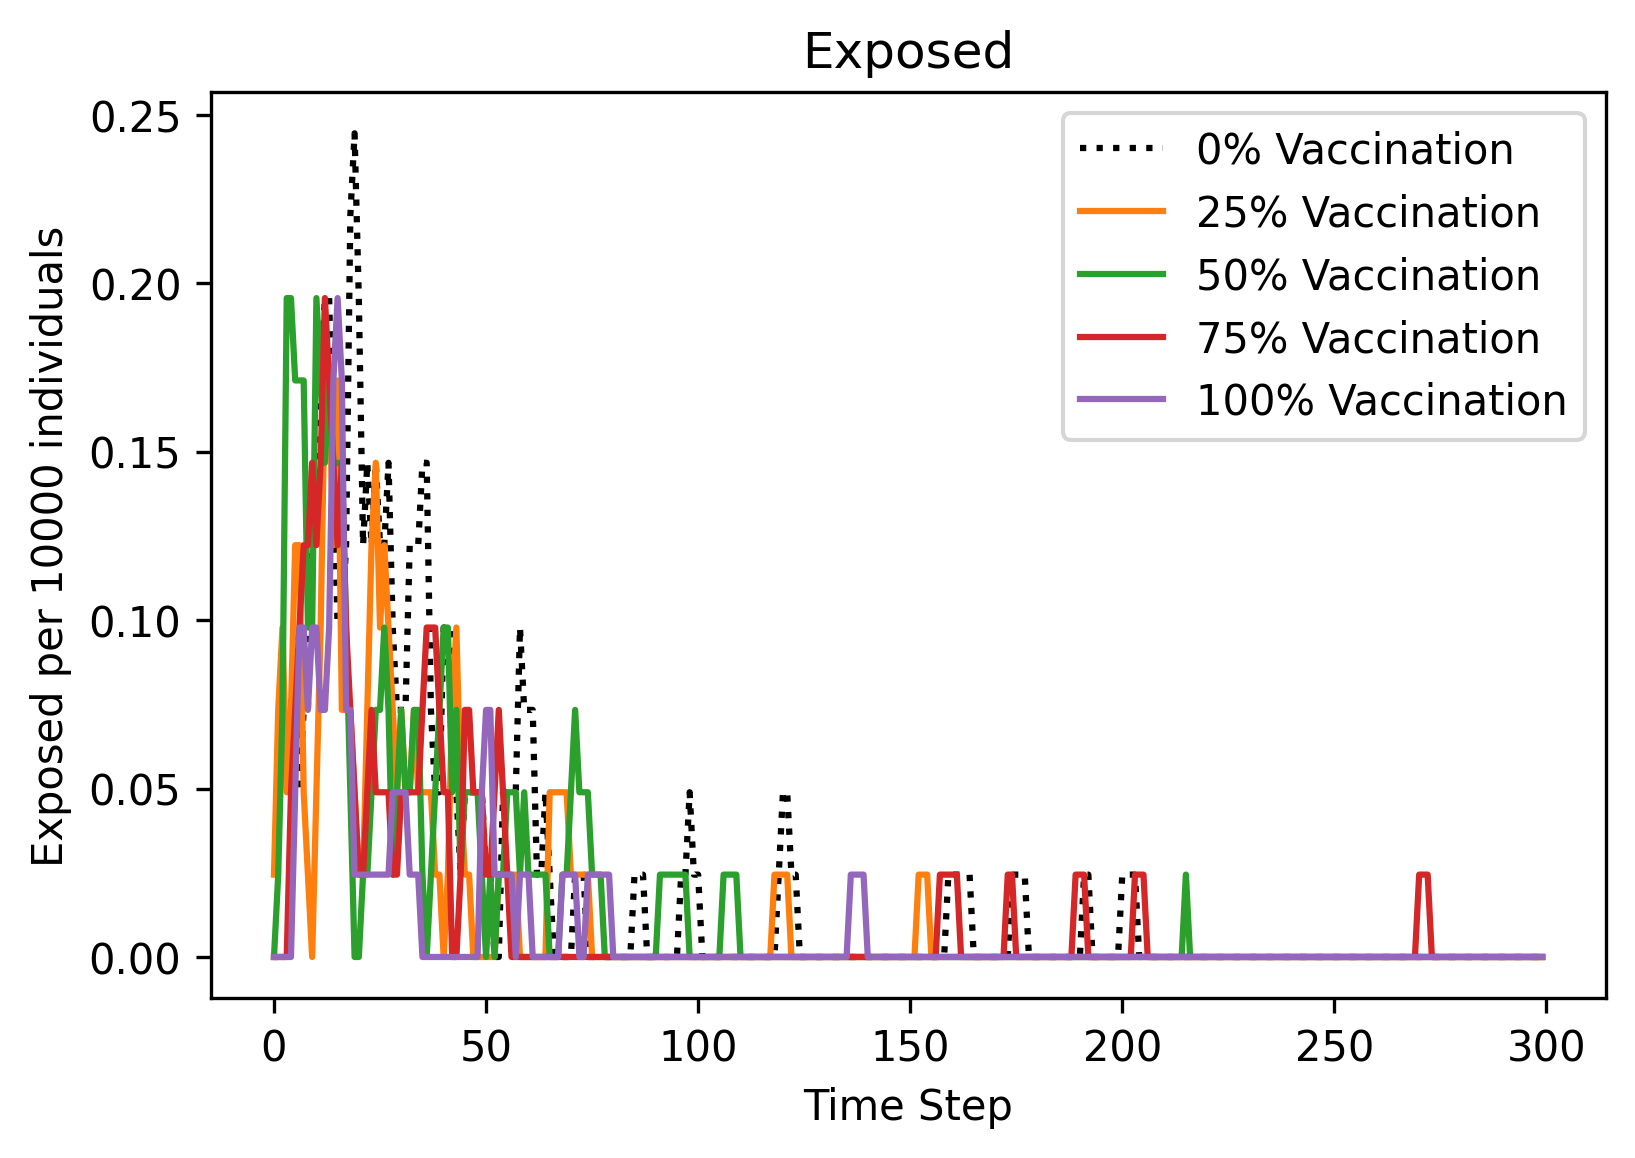 Exposed
0.25
0.20
0.15
0.10
0.05
0.00
Exposed per 10000 individuals
0% Vaccination
25% Vaccination
50% Vaccination
75% Vaccination
100% Vaccination
0 50 100 150 200 250 300
Time Step